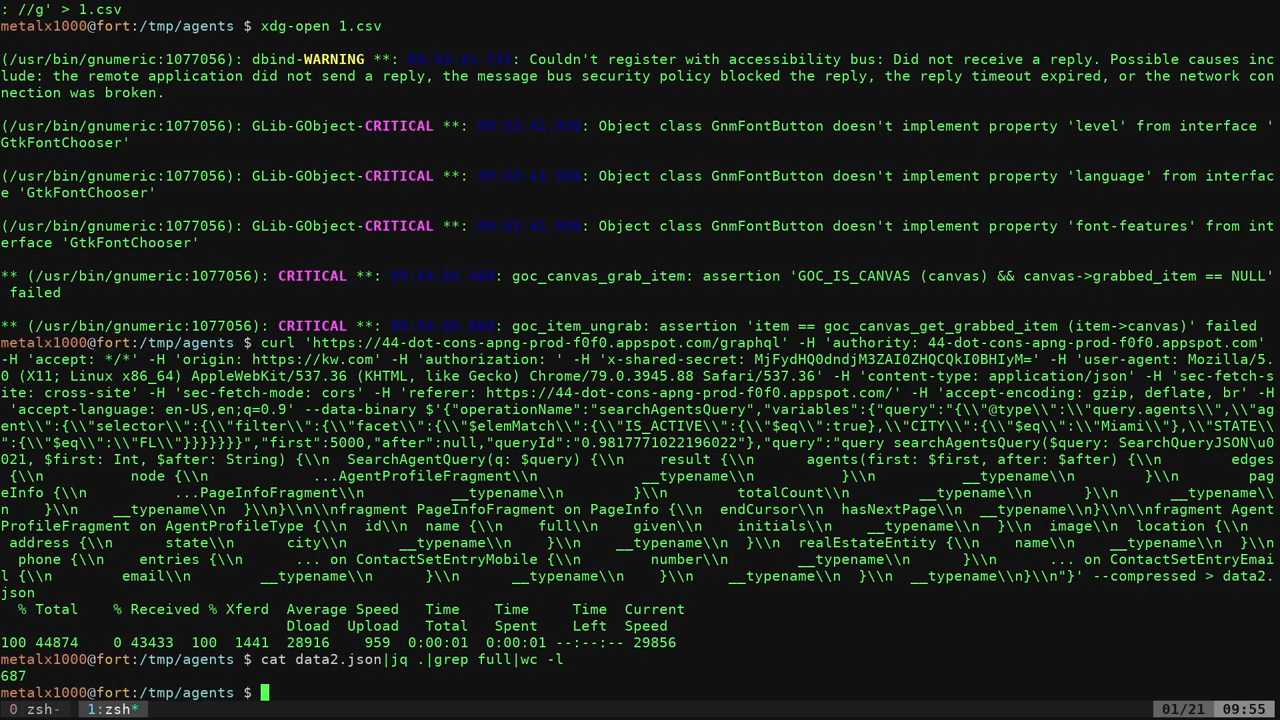 : //g' > 1.csv
metalx1000@fort:/tmp/agents $ xdg-open 1.csv
(/usr/bin/gnumeric:1077056): dbind-WARNING **: : Couldn't register with accessibility bus: Did not receive a reply. Possible causes inc
lude: the remote application did not send a reply, the message bus security policy blocked the reply, the reply timeout expired, or the network con
nection was broken.
(/usr/bin/gnumeric:1077056): GLib-GObject-CRITICAL **: : Object class GnmFontButton doesn't implement property 'level' from interface '
GtkFontChooser'
(/usr/bin/gnumeric:1077056): GLib-GObject-CRITICAL **: : Object class GnmFontButton doesn't implement property 'language' from interfac
e 'GtkFontChooser'
(/usr/bin/gnumeric:1077056): GLib-GObject-CRITICAL **: : Object class GnmFontButton doesn't implement property 'font-features' from int
erface 'GtkFontChooser'
** (/usr/bin/gnumeric:1077056): CRITICAL **: : goc_canvas_grab_item: assertion 'GOC_IS_CANVAS (canvas) && canvas->grabbed_item == NULL'
 failed
** (/usr/bin/gnumeric:1077056): CRITICAL **: : goc_item_ungrab: assertion 'item == goc_canvas_get_grabbed_item (item->canvas)' failed
metalx1000@fort:/tmp/agents $ curl 'https://44-dot-cons-apng-prod-f0f0.appspot.com/graphql' -H 'authority: 44-dot-cons-apng-prod-f0f0.appspot.com'
-H 'accept: */*' -H 'origin: https://kw.com' -H 'authorization: ' -H 'x-shared-secret: MjFydHQ0dndjM3ZAI0ZHQCQkI0BHIyM=' -H 'user-agent: Mozilla/5.
0 (X11; Linux x86_64) AppleWebKit/537.36 (KHTML, like Gecko) Chrome/79.0.3945.88 Safari/537.36' -H 'content-type: application/json' -H 'sec-fetch-s
ite: cross-site' -H 'sec-fetch-mode: cors' -H 'referer: https://44-dot-cons-apng-prod-f0f0.appspot.com/' -H 'accept-encoding: gzip, deflate, br' -H
 'accept-language: en-US,en;q=0.9' --data-binary $'{"operationName":"searchAgentsQuery","variables":{"query":"{\\"@type\\":\\"query.agents\\",\\"a
gent\\":{\\"selector\\":{\\"filter\\":{\\"facet\\":{\\"$elemMatch\\":{\\"IS_ACTIVE\\":{\\"$eq\\":true},\\"CITY\\":{\\"$eq\\":\\"Miami\\"},\\"STATE\\
":{\\"$eq\\":\\"FL\\"}}}}}}}","first":5000,"after":null,"queryId":"0.9817771022196022"},"query":"query searchAgentsQuery($query: SearchQueryJSON\u0
021, $first: Int, $after: String) {\\n  SearchAgentQuery(q: $query) {\\n    result {\\n      agents(first: $first, after: $after) {\\n        edges
 {\\n          node {\\n            ...AgentProfileFragment\\n            __typename\\n          }\\n          __typename\\n        }\\n        pag
eInfo {\\n          ...PageInfoFragment\\n          __typename\\n        }\\n        totalCount\\n        __typename\\n      }\\n      __typename\\
n    }\\n    __typename\\n  }\\n}\\n\\nfragment PageInfoFragment on PageInfo {\\n  endCursor\\n  hasNextPage\\n  __typename\\n}\\n\\nfragment Agent
ProfileFragment on AgentProfileType {\\n  id\\n  name {\\n    full\\n    given\\n    initials\\n    __typename\\n  }\\n  image\\n  location {\\n
 address {\\n      state\\n      city\\n      __typename\\n    }\\n    __typename\\n  }\\n  realEstateEntity {\\n    name\\n    __typename\\n  }\\n
  phone {\\n    entries {\\n      ... on ContactSetEntryMobile {\\n        number\\n        __typename\\n      }\\n      ... on ContactSetEntryEmai
l {\\n        email\\n        __typename\\n      }\\n      __typename\\n    }\\n    __typename\\n  }\\n  __typename\\n}\\n"}' --compressed > data2.
json
  % Total    % Received % Xferd  Average Speed   Time    Time     Time  Current
                                 Dload  Upload   Total   Spent    Left  Speed
100 44874    0 43433  100  1441  28916    959  0:00:01  0:00:01 --:--:-- 29856
metalx1000@fort:/tmp/agents $ cat data2.json|jq .|grep full|wc -l
687
metalx1000@fort:/tmp/agents $
0 zsh-  1:zsh* 01/21 09:55